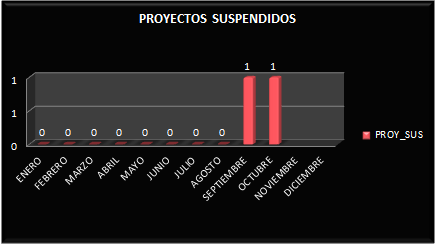 PROYECTOS SUSPENDIDOS
1
1
0
0 0 0 0 0 0 0 0 1 1
ENERO
FEBRERO
MARZO
ABRIL
MAYO
JUNIO
JULIO
AGOSTO
SEPTIEMBRE
OCTUBRE
NOVIEMBRE
DICIEMBRE
PROY_SUS